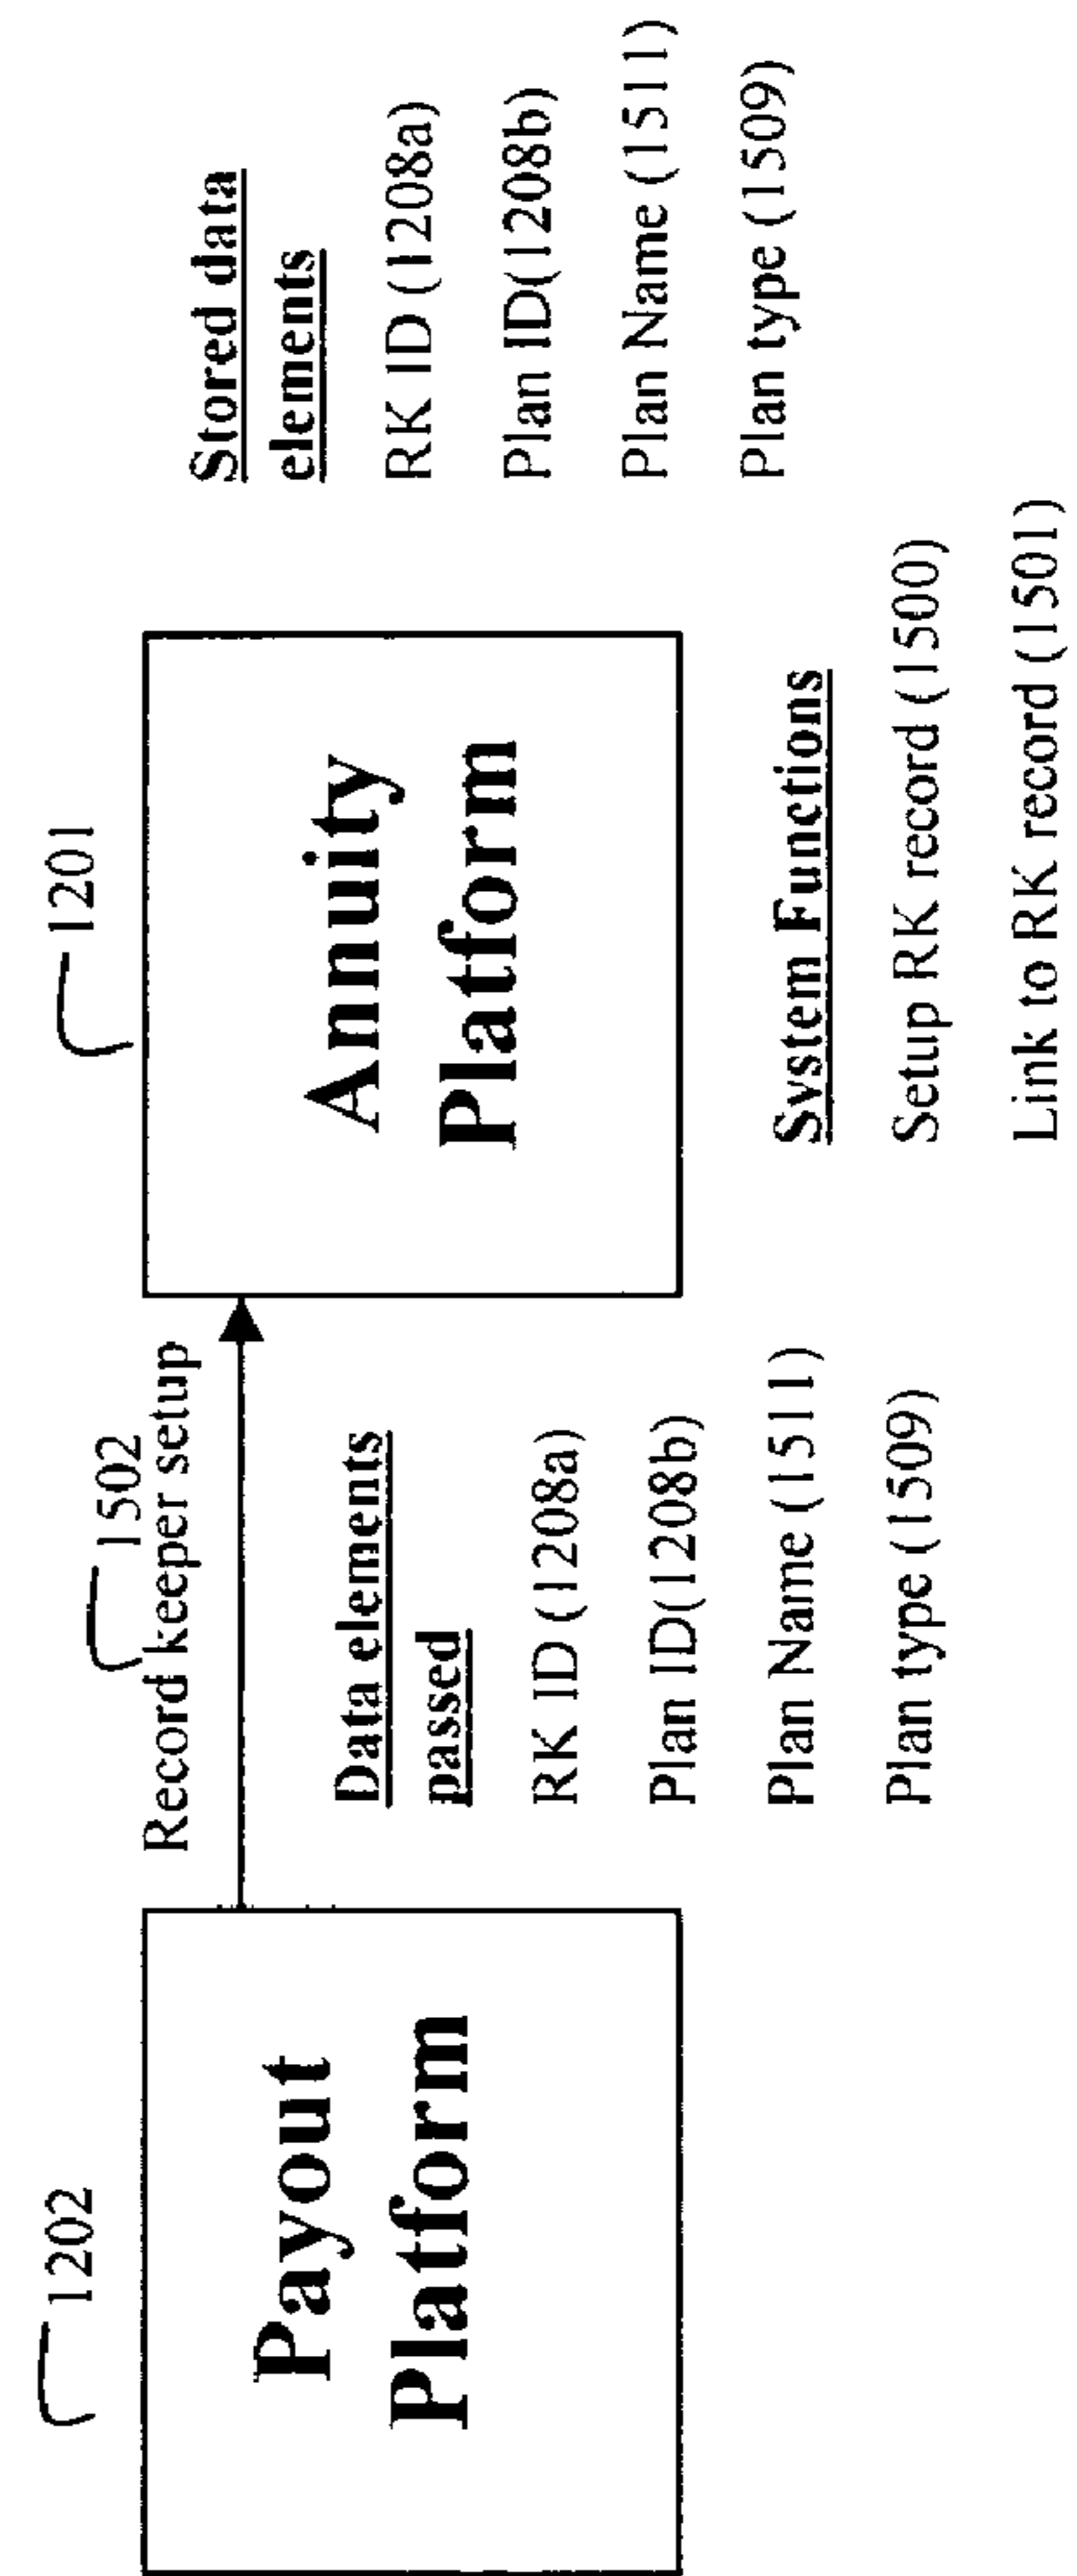 1202
Payout
Platform
1502
Record keeper setup
Data elements
passed
RK ID (1208a)
Plan ID(1208b)
Plan Name (1511)
Plan type (1509)
1201
Annuity
Platform
System Functions
Setup RK record (1500)
Link to RK record (1501)
Stored data
elements
RK ID (1208a)
Plan ID(1208b)
Plan Name (1511)
Plan type (1509)